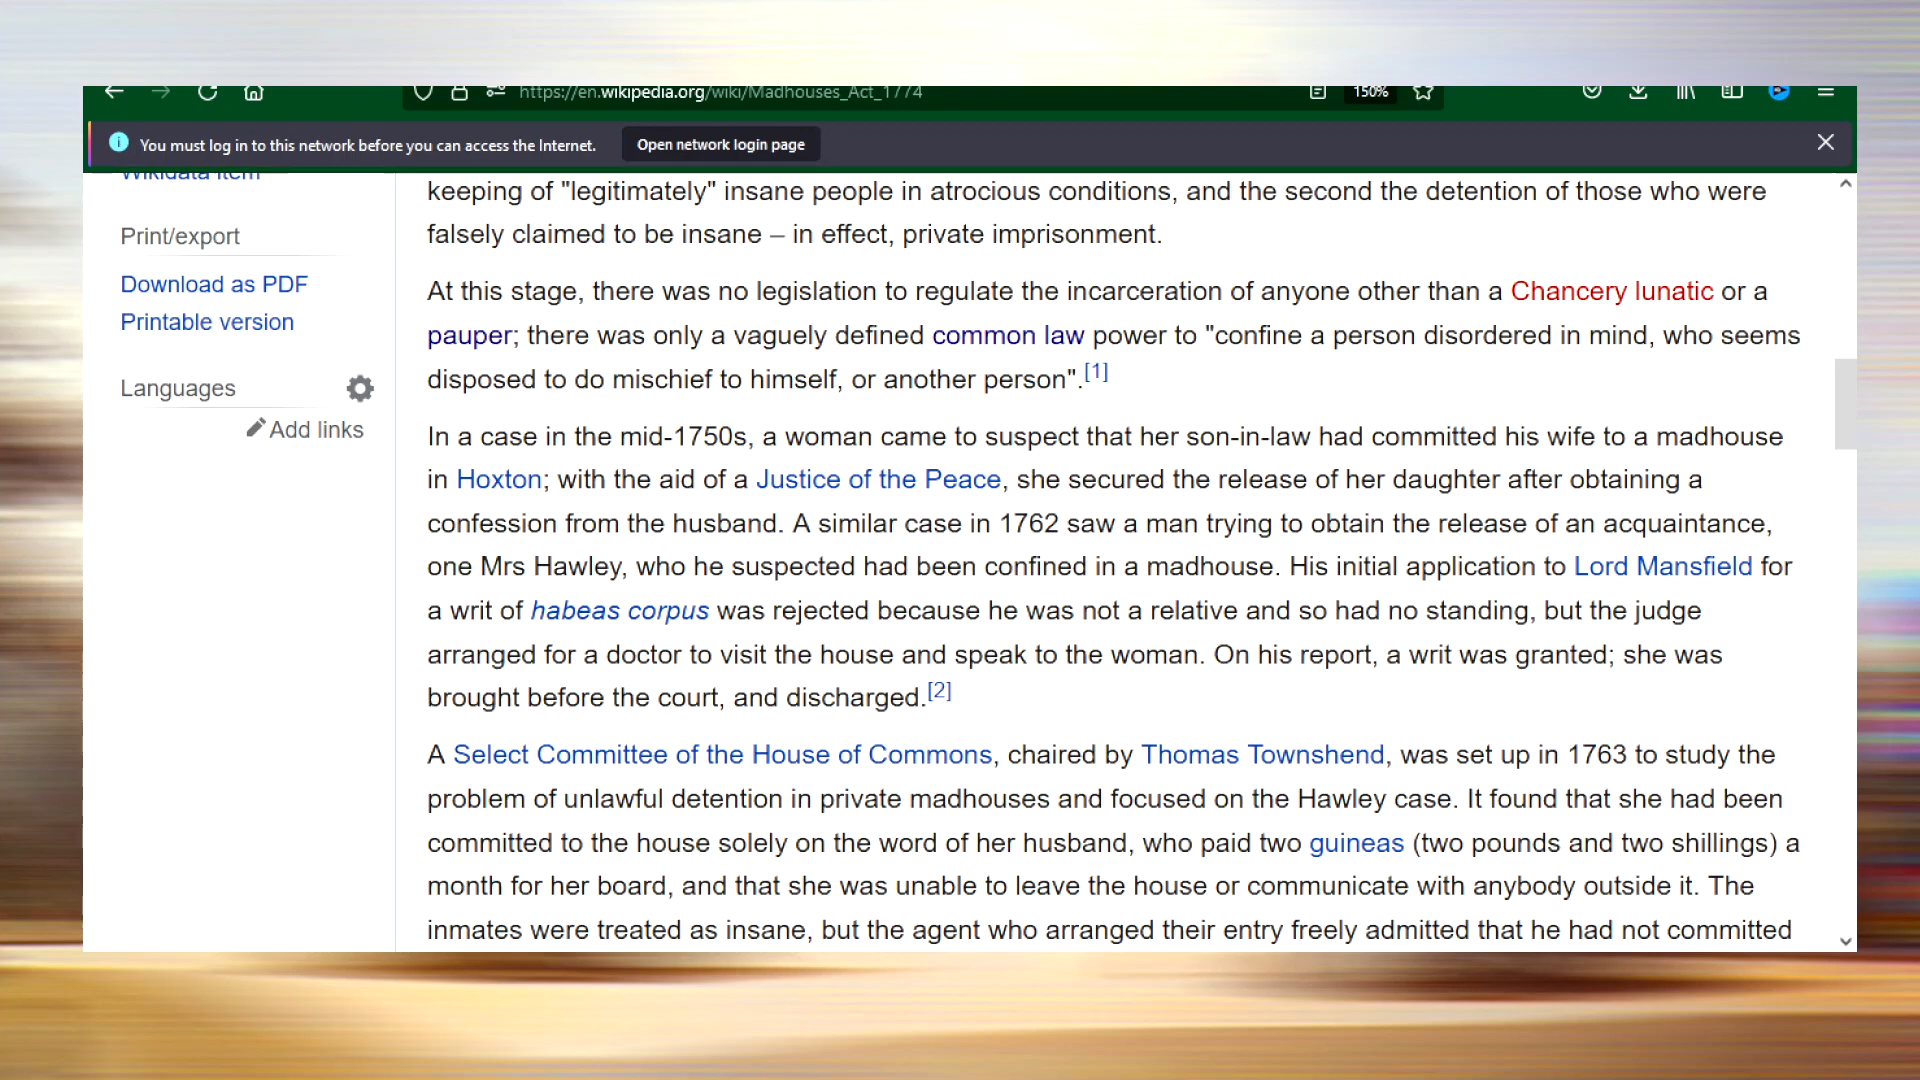 https://en.wikipedia.org/wiki/Madhouses_Act_1774
150%
You must log in to this network before you can access the Internet.
Open network login page
Wikidata item
Print/export
Download as PDF
Printable version
Languages
Add links
keeping of "legitimately" insane people in atrocious conditions, and the second the detention of those who were
falsely claimed to be insane – in effect, private imprisonment.
At this stage, there was no legislation to regulate the incarceration of anyone other than a Chancery lunatic or a
pauper; there was only a vaguely defined common law power to "confine a person disordered in mind, who seems
disposed to do mischief to himself, or another person".[1]
In a case in the mid-1750s, a woman came to suspect that her son-in-law had committed his wife to a madhouse
in Hoxton; with the aid of a Justice of the Peace, she secured the release of her daughter after obtaining a
confession from the husband. A similar case in 1762 saw a man trying to obtain the release of an acquaintance,
one Mrs Hawley, who he suspected had been confined in a madhouse. His initial application to Lord Mansfield for
a writ of habeas corpus was rejected because he was not a relative and so had no standing, but the judge
arranged for a doctor to visit the house and speak to the woman. On his report, a writ was granted; she was
brought before the court, and discharged.[2]
A Select Committee of the House of Commons, chaired by Thomas Townshend, was set up in 1763 to study the
problem of unlawful detention in private madhouses and focused on the Hawley case. It found that she had been
committed to the house solely on the word of her husband, who paid two guineas (two pounds and two shillings) a
month for her board, and that she was unable to leave the house or communicate with anybody outside it. The
inmates were treated as insane, but the agent who arranged their entry freely admitted that he had not committed